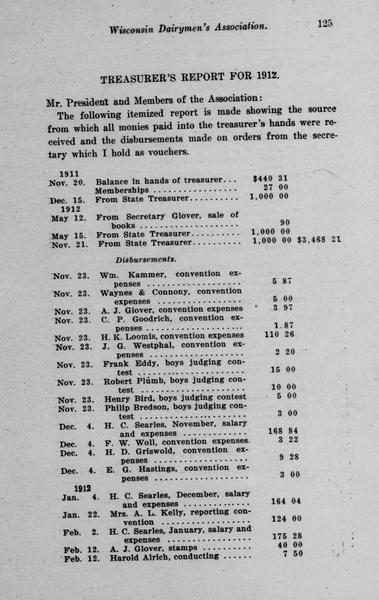 Wisconsin Dairymen's Association. 125
TREASURER'S REPORT FOR 1912.
Mr. President and Members of the Association:
The following itemized report is made showing the source
from which all monies paid into the treasurer's hands were re-
ceived and the disbursements made on orders from the secre-
tary which I hold as vouchers.
1911
Nov. 20. Balance in hands of treasurer... $440 31
Memberships ................. 27 00
Dec. 15. From State Treasurer.......... 1,000 00
1912
May 12. From Secretary Glover, sale of
books .................... 90
May 15. From State Treasurer.......... 1,000 00
Nov. 21. From State Treasurer.......... 1,000 00 $3,468 21
Disbursements.
Nov. 23. Wm. Kammer, convention ex-
penses .................... 5 87
Nov. 23. Waynes & Connony, convention
expenses .................. 5 00
Nov. 23. A. J. Glover, convention expenses 3 97
Nov. 23. C. P. Goodrich, convention ex-
penses .................... 1.87
Nov. 23. H. K. Loomis, convention expenses 110 26
Nov. 23. J. G. Westphal, convention ex-
penses .................... 2 20
Nov. 23. Frank Eddy, boys judging con-
test ...................... 15 00
Nov. 23. Robert Plumb, boys judging con-
test ...................... 10 00
Nov. 23. Henry Bird, boys judging contest 5 00
Nov. 23. Philip Bredson, boys judging con-
test ...................... 3 00
Dec. 4. H. C. Searles, November, salary
and expenses .............. 168 84
Dec. 4. F. W. Woll, convention expenses. 3 22
Dec. 4. H. D. Griswold, convention ex-
penses .................... 9 28
Dec. 4. E. G. Hastings, convention ex-
penses .................... 3 00
1912
Jan. 4. H. C. Searles, December, salary
and expenses .............. 164 04
Jan. 22. Mrs. A. L. Kelly, reporting con-
vention ................... 124 00
Feb. 2. H. C. Searles, January, salary and
expenses .................. 175 28
Feb. 12. A. J. Glover, stamps ........... 40 00
Feb. 12. Harold Alrich, conducting ...... 7 50